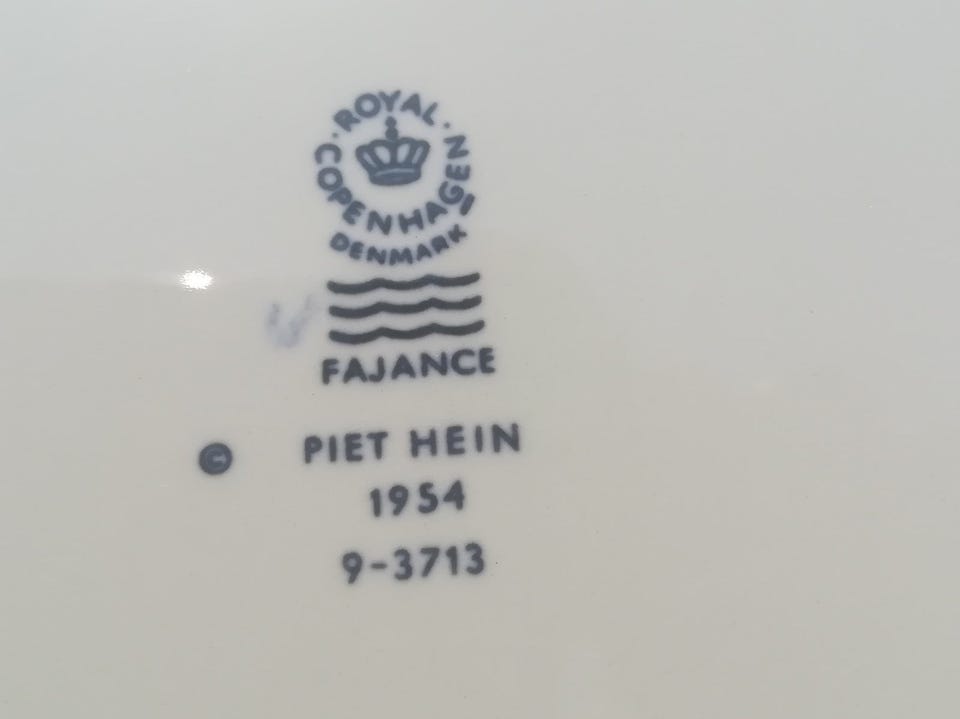 ROYAL
COPENHAGEN
DENMARK
FAJANCE
© PIET HEIN
1954
9-3713